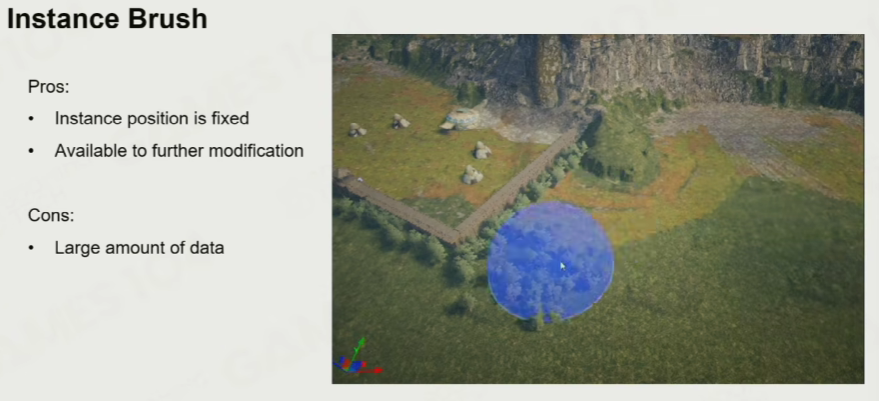 Instance Brush
Pros:
• Instance position is fixed
• Available to further modification
Cons:
• Large amount of data